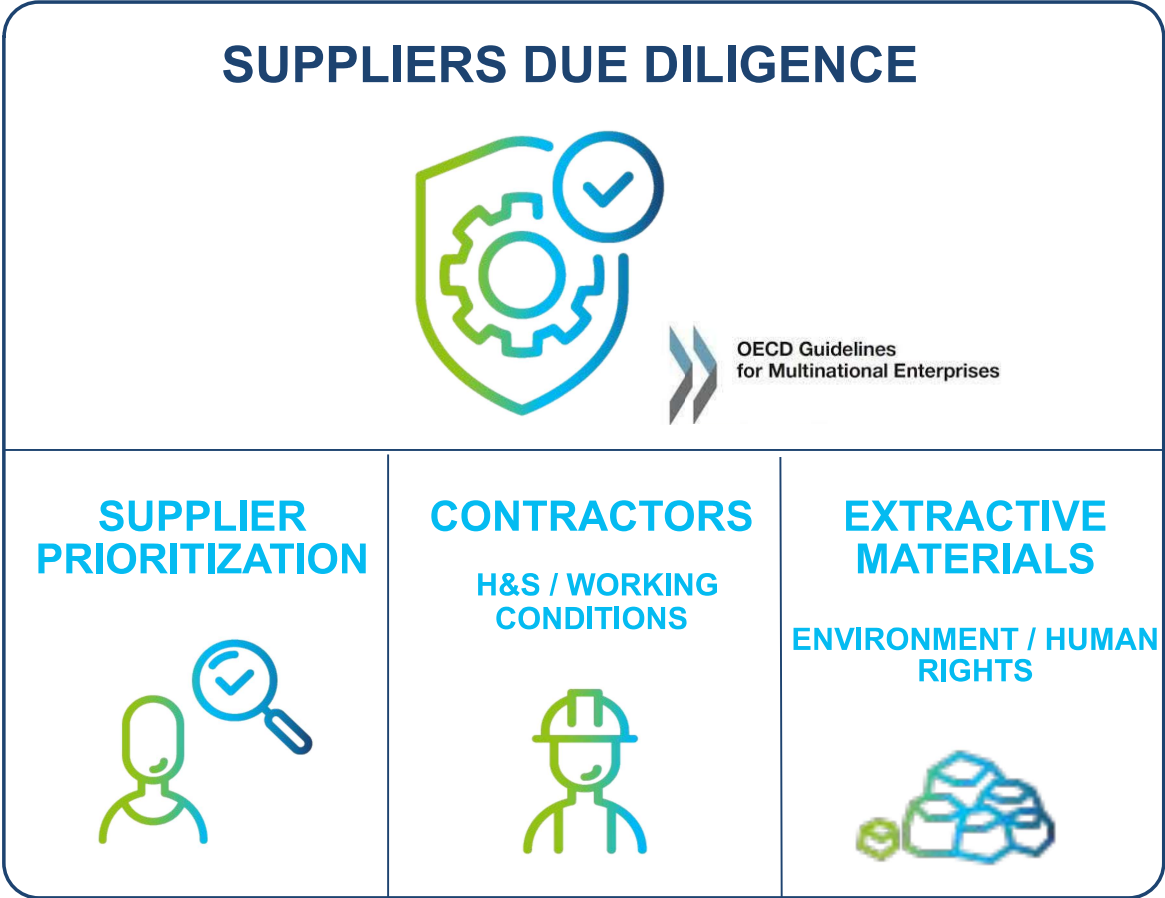 SUPPLIERS DUE DILIGENCE
OECD Guidelines
for Multinational Enterprises
SUPPLIER
PRIORITIZATION
CONTRACTORS
H&S / WORKING
CONDITIONS
EXTRACTIVE
MATERIALS
ENVIRONMENT / HUMAN
RIGHTS